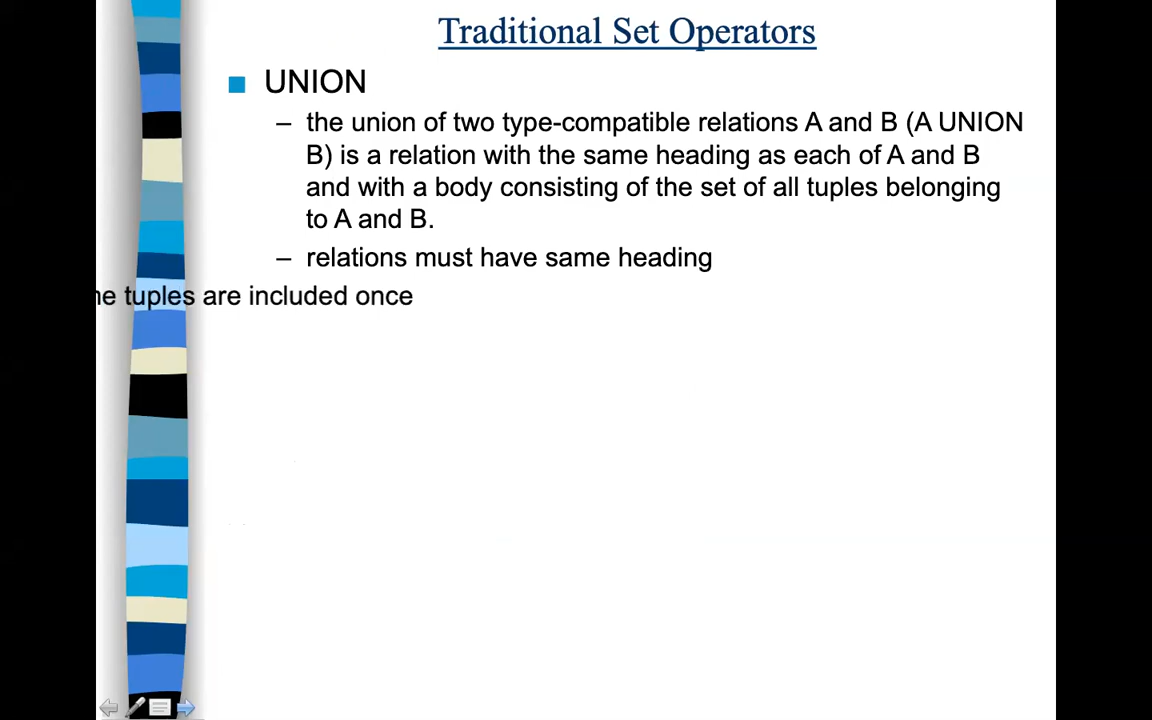 Traditional Set Operators
UNION
– the union of two type-compatible relations A and B (A UNION
B) is a relation with the same heading as each of A and B
and with a body consisting of the set of all tuples belonging
to A and B.
– relations must have same heading
tuples are included once